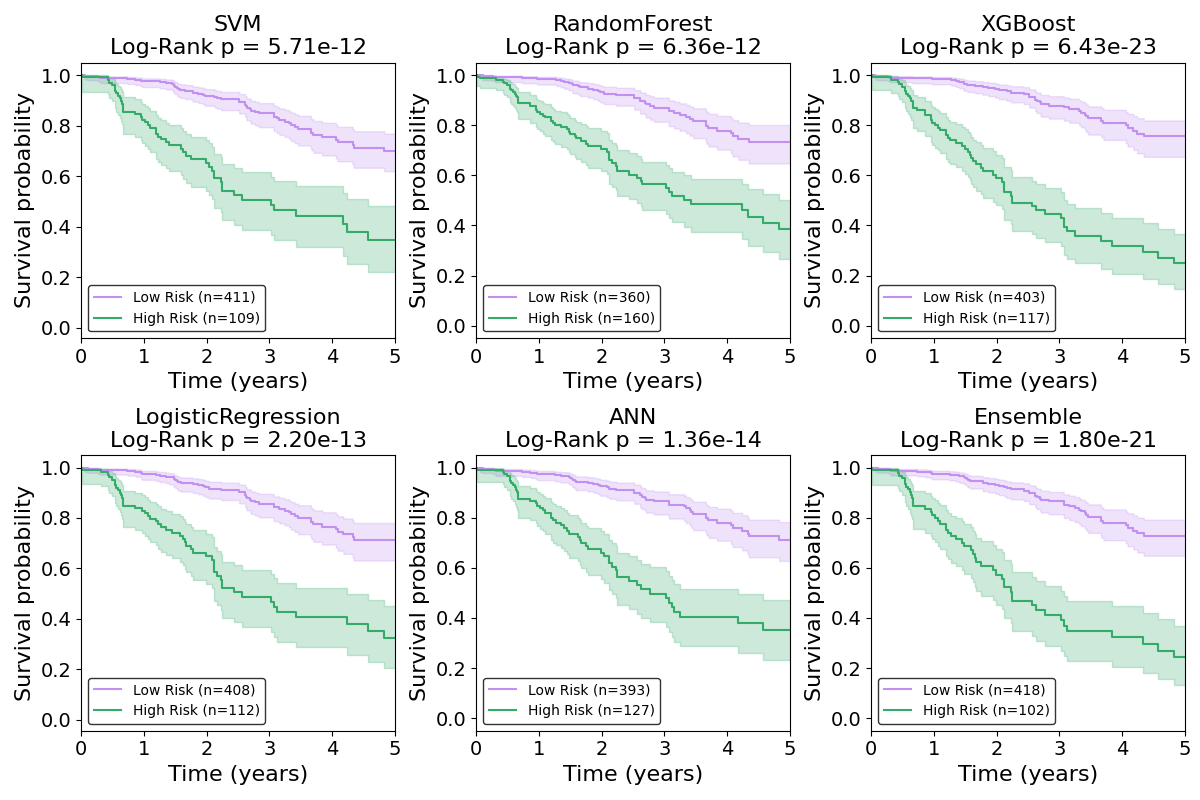 SVM
Log-Rank p = 5.71e-12
Survival probability
1.0
0.8
0.6
0.4
0.2
0.0
Low Risk (n=411)
High Risk (n=109)
0 1 2 3 4 5
Time (years)
RandomForest
Log-Rank p = 6.36e-12
Survival probability
1.0
0.8
0.6
0.4
0.2
0.0
Low Risk (n=360)
High Risk (n=160)
0 1 2 3 4 5
Time (years)
XGBoost
Log-Rank p = 6.43e-23
Survival probability
1.0
0.8
0.6
0.4
0.2
0.0
Low Risk (n=403)
High Risk (n=117)
0 1 2 3 4 5
Time (years)
LogisticRegression
Log-Rank p = 2.20e-13
Survival probability
1.0
0.8
0.6
0.4
0.2
0.0
Low Risk (n=408)
High Risk (n=112)
0 1 2 3 4 5
Time (years)
ANN
Log-Rank p = 1.36e-14
Survival probability
1.0
0.8
0.6
0.4
0.2
0.0
Low Risk (n=393)
High Risk (n=127)
0 1 2 3 4 5
Time (years)
Ensemble
Log-Rank p = 1.80e-21
Survival probability
1.0
0.8
0.6
0.4
0.2
0.0
Low Risk (n=418)
High Risk (n=102)
0 1 2 3 4 5
Time (years)